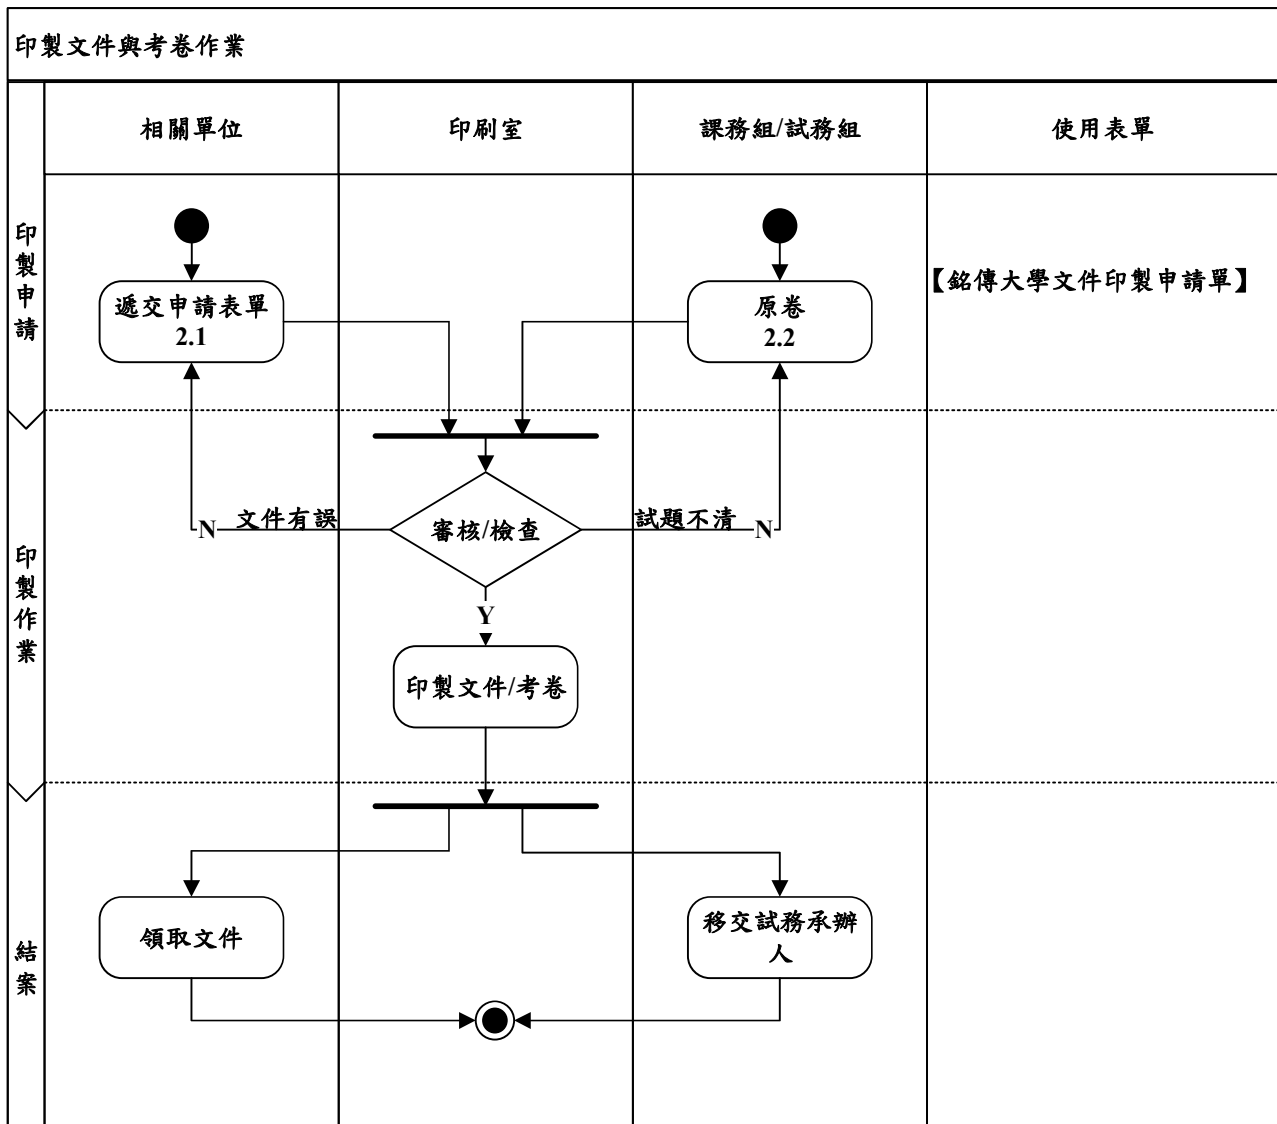 印製文件與考卷作業
相關單位
印刷室
課務組/試務組
使用表單
印製申請
遞交申請表單
2.1
原卷
2.2
【銘傳大學文件印製申請單】
印製作業
N
文件有誤
審核/檢查
試題不清
N
Y
印製文件/考卷
結案
領取文件
移交試務承辦
人